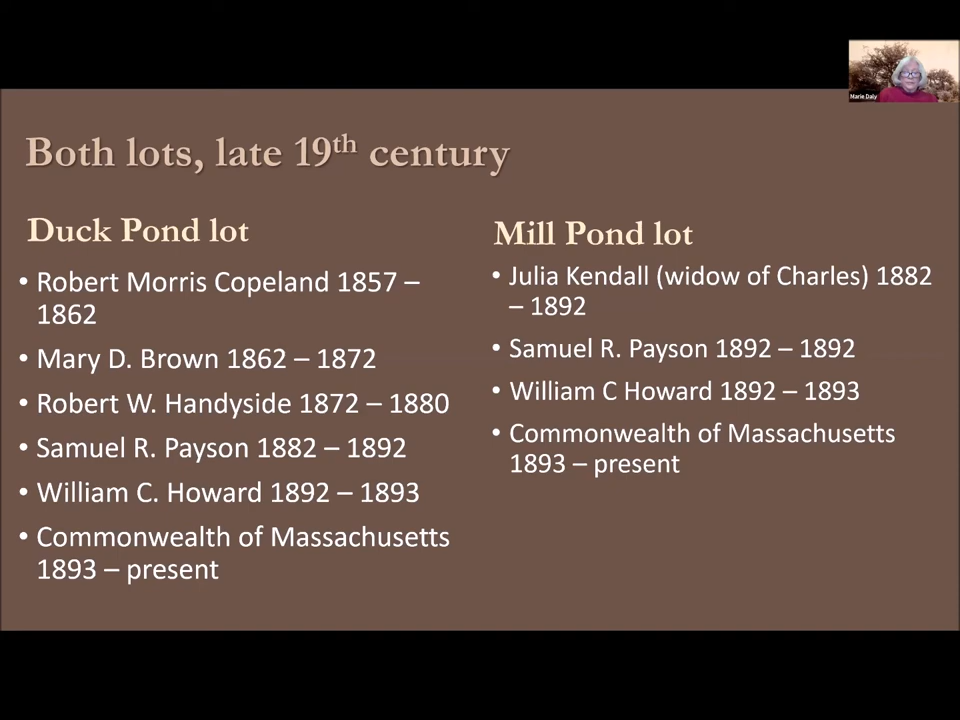 Marie Daly
Both lots, late 19th century
Duck Pond lot
• Robert Morris Copeland 1857 –
1862
• Mary D. Brown 1862 – 1872
• Robert W. Handyside 1872 – 1880
• Samuel R. Payson 1882 – 1892
• William C. Howard 1892 – 1893
• Commonwealth of Massachusetts
1893 – present
Mill Pond lot
• Julia Kendall (widow of Charles) 1882
– 1892
• Samuel R. Payson 1892 – 1892
• William C Howard 1892 – 1893
• Commonwealth of Massachusetts
1893 – present